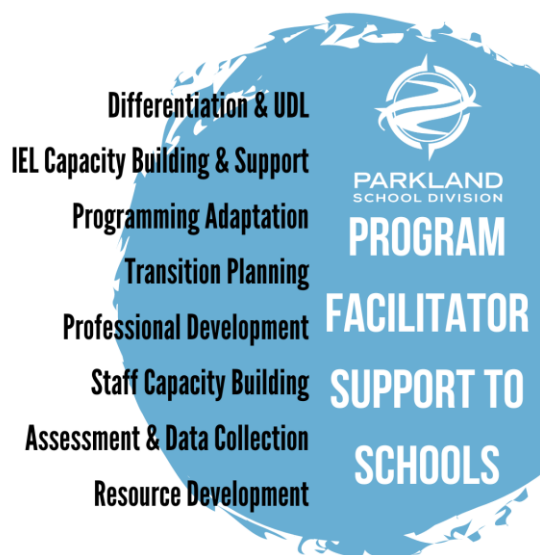 Differentiation & UDL
IEL Capacity Building & Support
Programming Adaptation
Transition Planning
Professional Development
Staff Capacity Building
Assessment & Data Collection
Resource Development
PARKLAND
SCHOOL DIVISION
PROGRAM
FACILITATOR
SUPPORT TO
SCHOOLS